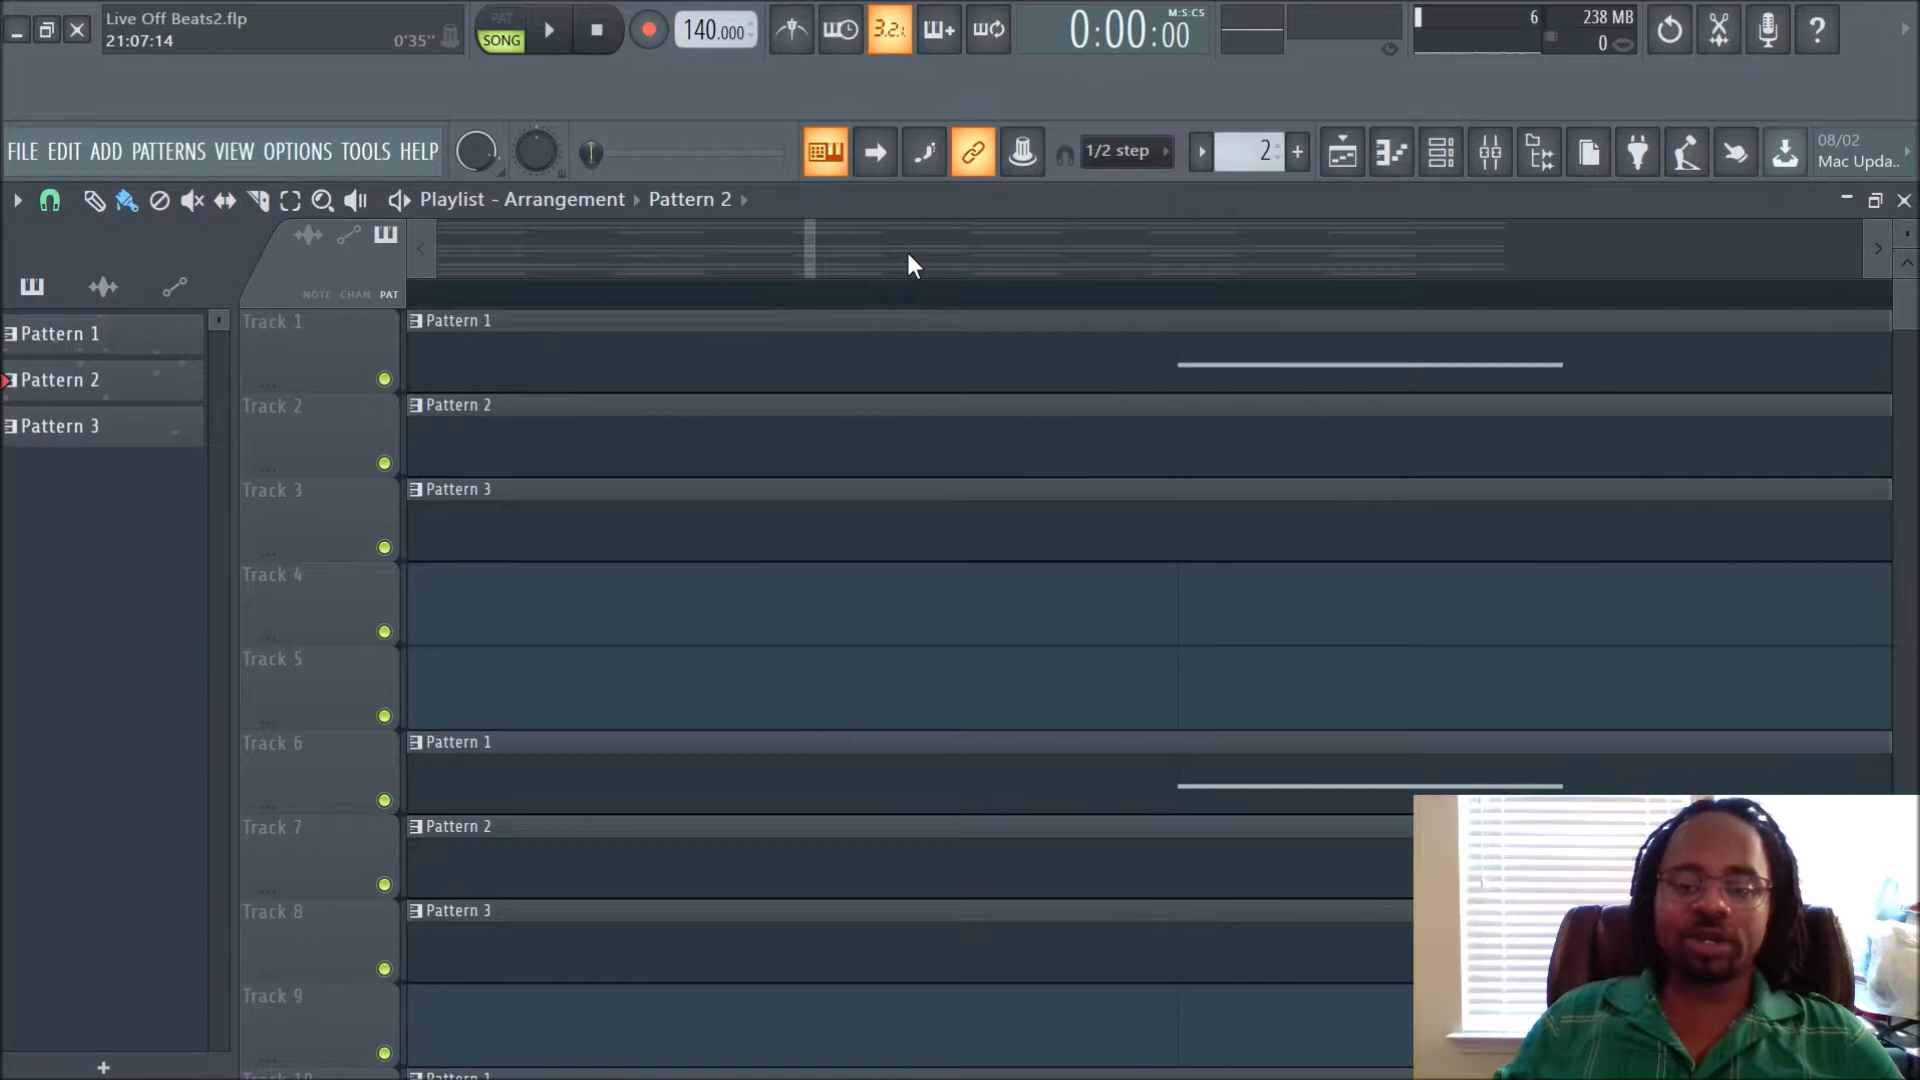 Live Off Beats2.flp
21:07:14
0'35"
PAT
SONG
140.000
3.2.
0:00:00
M:S:CS
6
238 MB
0
?
FILE EDIT ADD PATTERNS VIEW OPTIONS TOOLS HELP
1/2 step
2
+
08/02
Mac Upda..
Playlist - Arrangement
Pattern 2
NOTE CHAN PAT
Pattern 1
Pattern 2
Pattern 3
+
Track 1
Pattern 1
Track 2
Pattern 2
Track 3
Pattern 3
Track 4
Track 5
Track 6
Pattern 1
Track 7
Pattern 2
Track 8
Pattern 3
Track 9
Track 10
Pattern 1